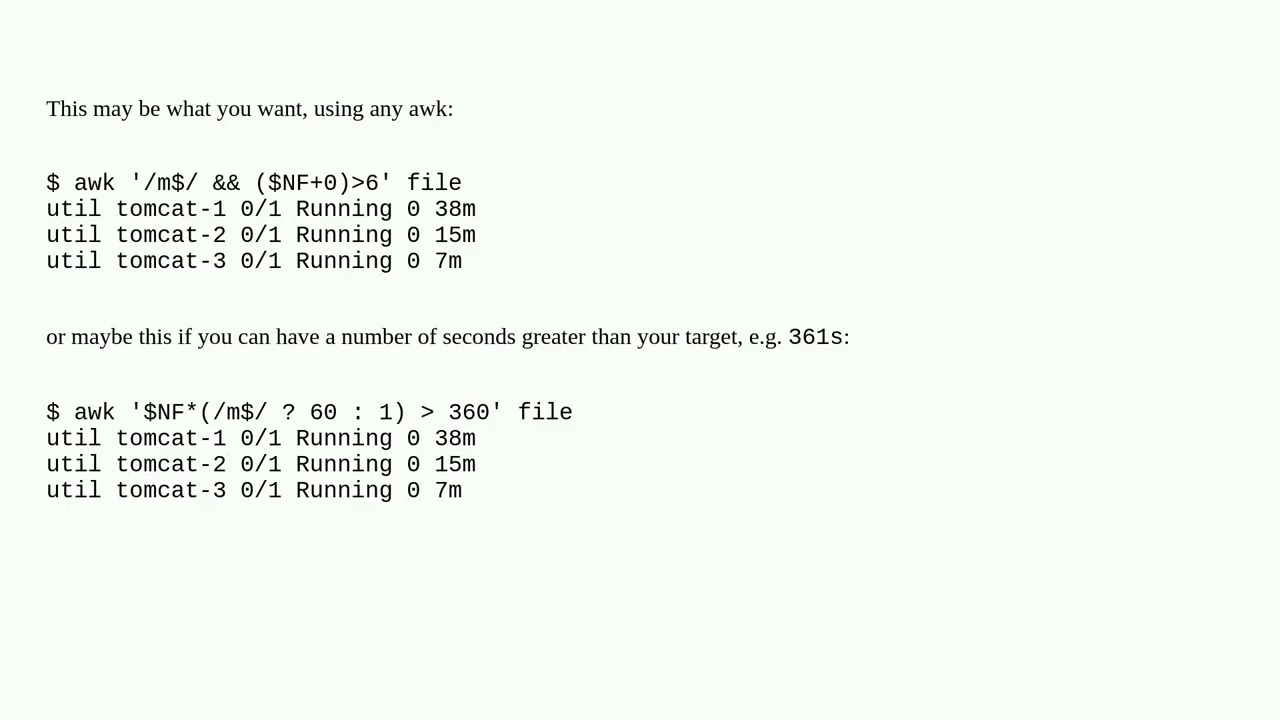 This may be what you want, using any awk:
$ awk '/m$/ && ($NF+0)>6' file
util tomcat-1 0/1 Running 0 38m
util tomcat-2 0/1 Running 0 15m
util tomcat-3 0/1 Running 0 7m
or maybe this if you can have a number of seconds greater than your target, e.g. 361s:
$ awk '$NF*(/m$/ ? 60 : 1) > 360' file
util tomcat-1 0/1 Running 0 38m
util tomcat-2 0/1 Running 0 15m
util tomcat-3 0/1 Running 0 7m